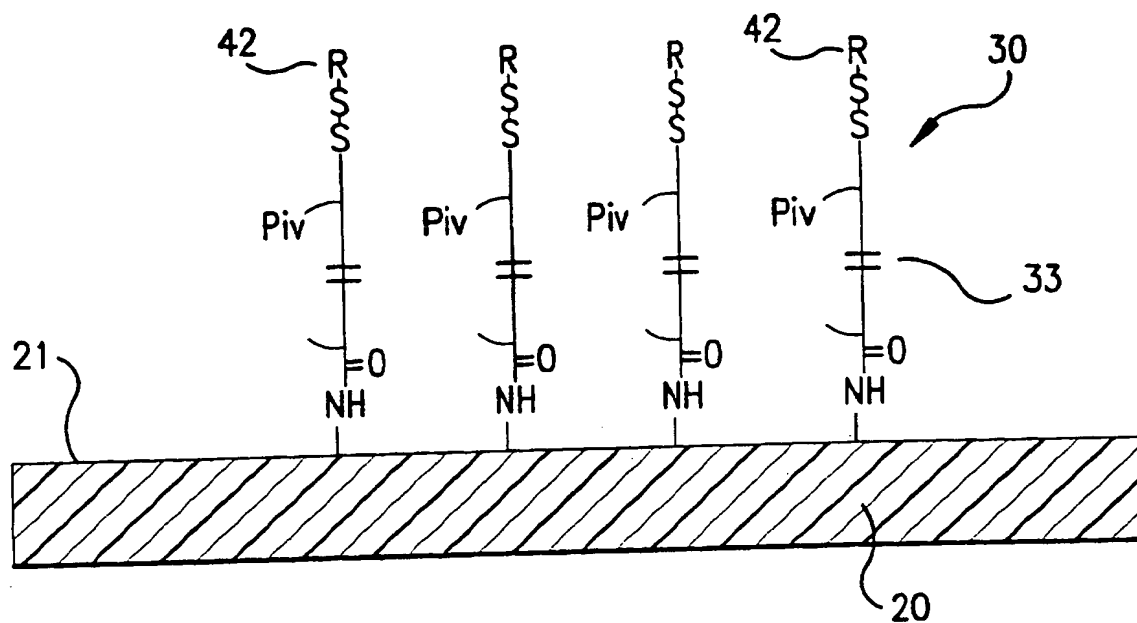 42 42 30
R R R R
S S S S
S S S S
Piv Piv Piv Piv
33
=O =O =O =O
21
NH NH NH NH
20